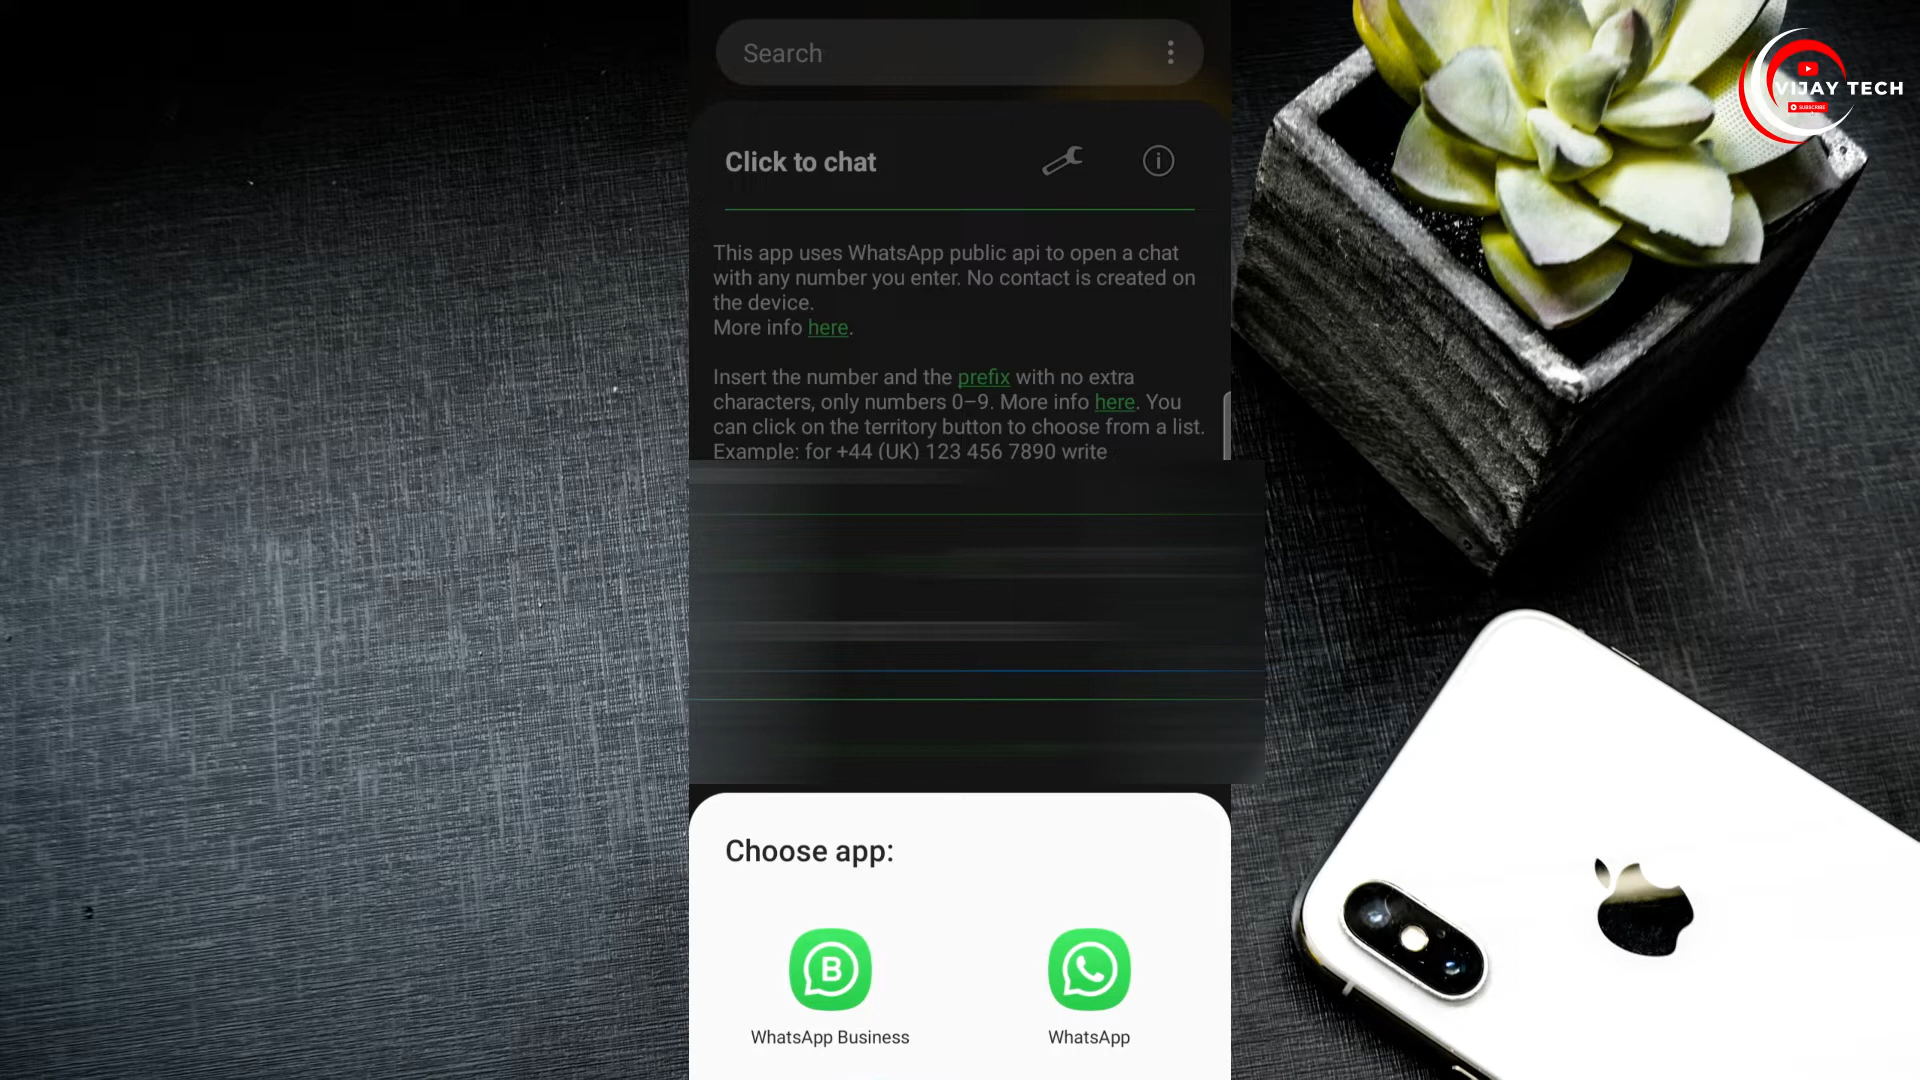 Search
VIJAY TECH
SUBSCRIBE
Click to chat
This app uses WhatsApp public api to open a chat
with any number you enter. No contact is created on
the device.
More info here.
Insert the number and the prefix with no extra
characters, only numbers 0–9. More info here. You
can click on the territory button to choose from a list.
Example: for +44 (UK) 123 456 7890 write
Choose app:
B
WhatsApp Business
WhatsApp